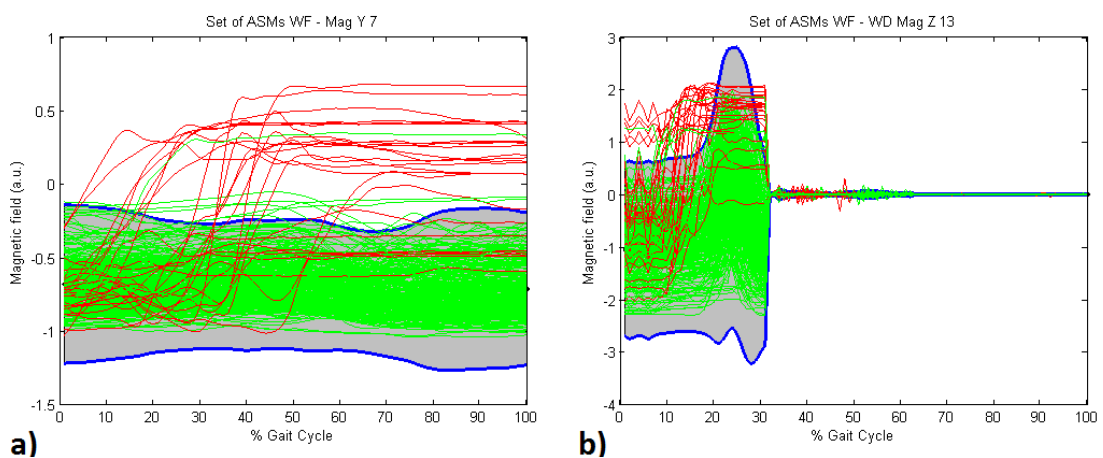 Set of ASMs WF - Mag Y 7
1
0.5
0
-0.5
-1
-1.5
Magnetic field (a.u.)
0 10 20 30 40 50 60 70 80 90 100
% Gait Cycle
a)
Set of ASMs WF - WD Mag Z 13
3
2
1
0
-1
-2
-3
-4
Magnetic field (a.u.)
0 10 20 30 40 50 60 70 80 90 100
% Gait Cycle
b)